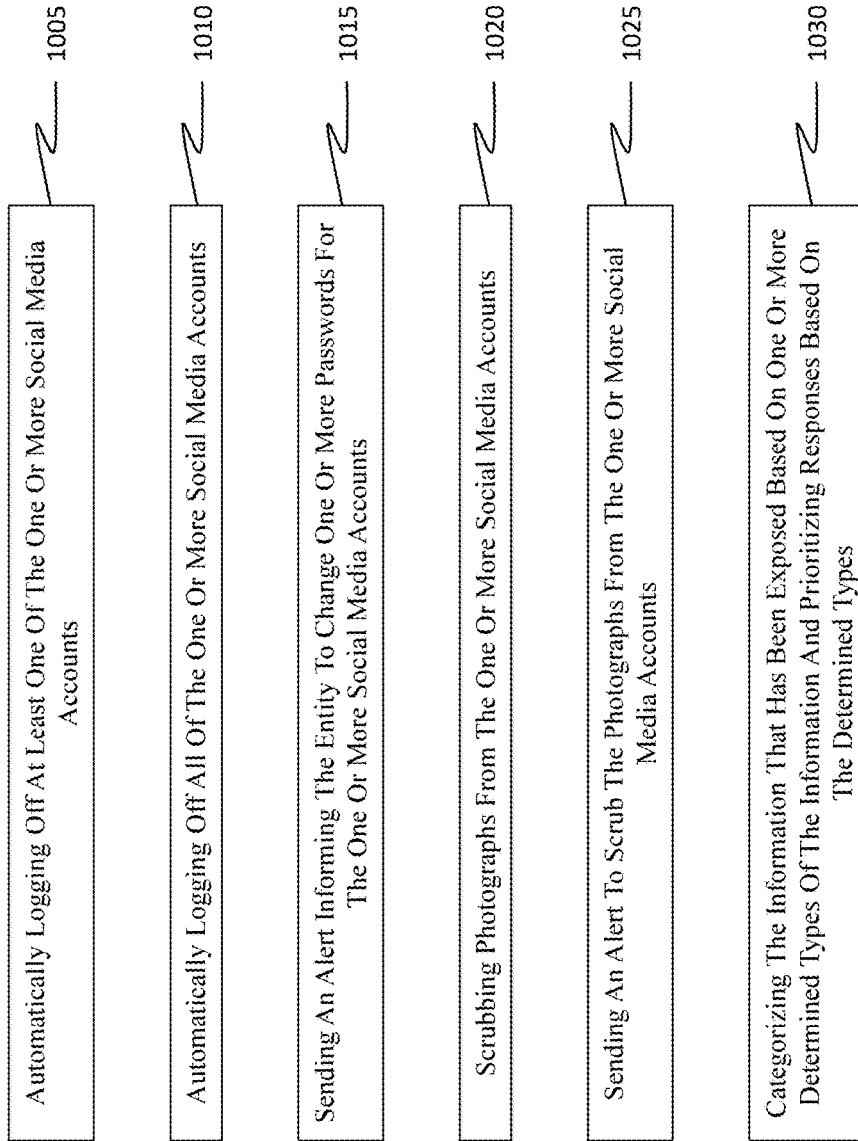 Automatically Logging Off At Least One Of The One Or More Social Media
Accounts
1005
Automatically Logging Off All Of The One Or More Social Media Accounts
1010
Sending An Alert Informing The Entity To Change One Or More Passwords For
The One Or More Social Media Accounts
1015
Scrubbing Photographs From The One Or More Social Media Accounts
1020
Sending An Alert To Scrub The Photographs From The One Or More Social
Media Accounts
1025
Categorizing The Information That Has Been Exposed Based On One Or More
Determined Types Of The Information And Prioritizing Responses Based On
The Determined Types
1030